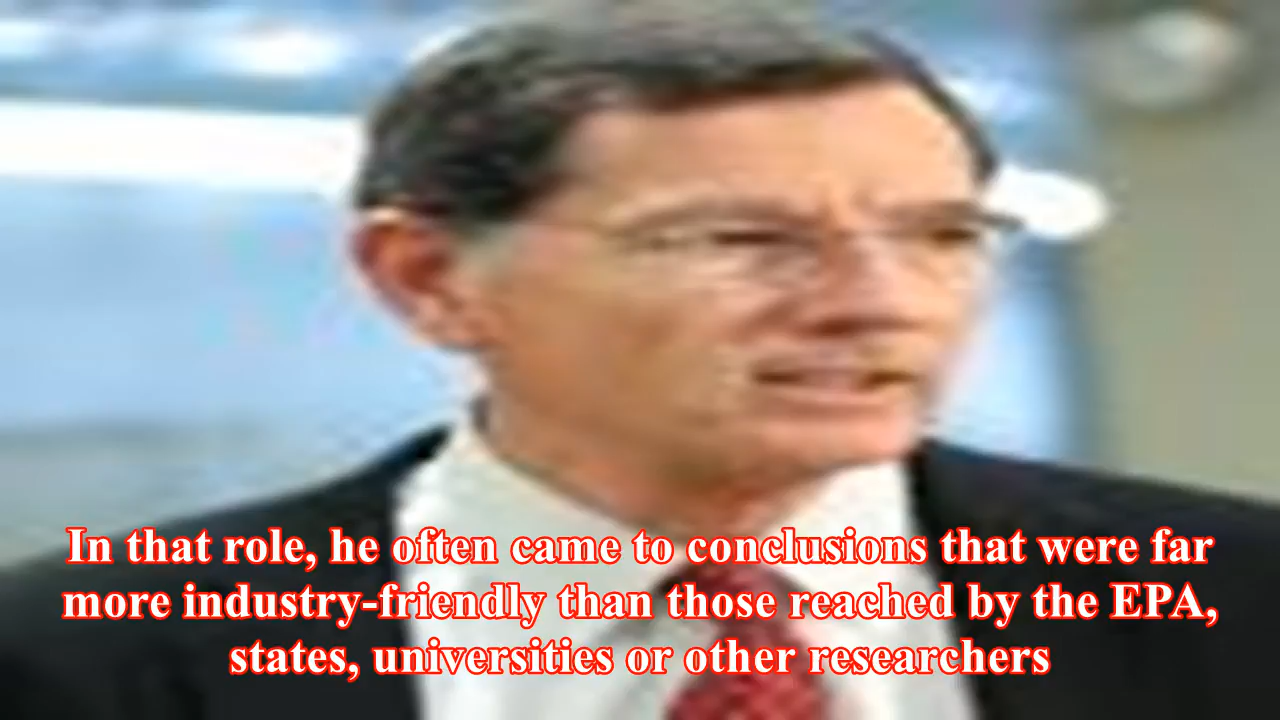 In that role, he often came to conclusions that were far
more industry-friendly than those reached by the EPA,
states, universities or other researchers